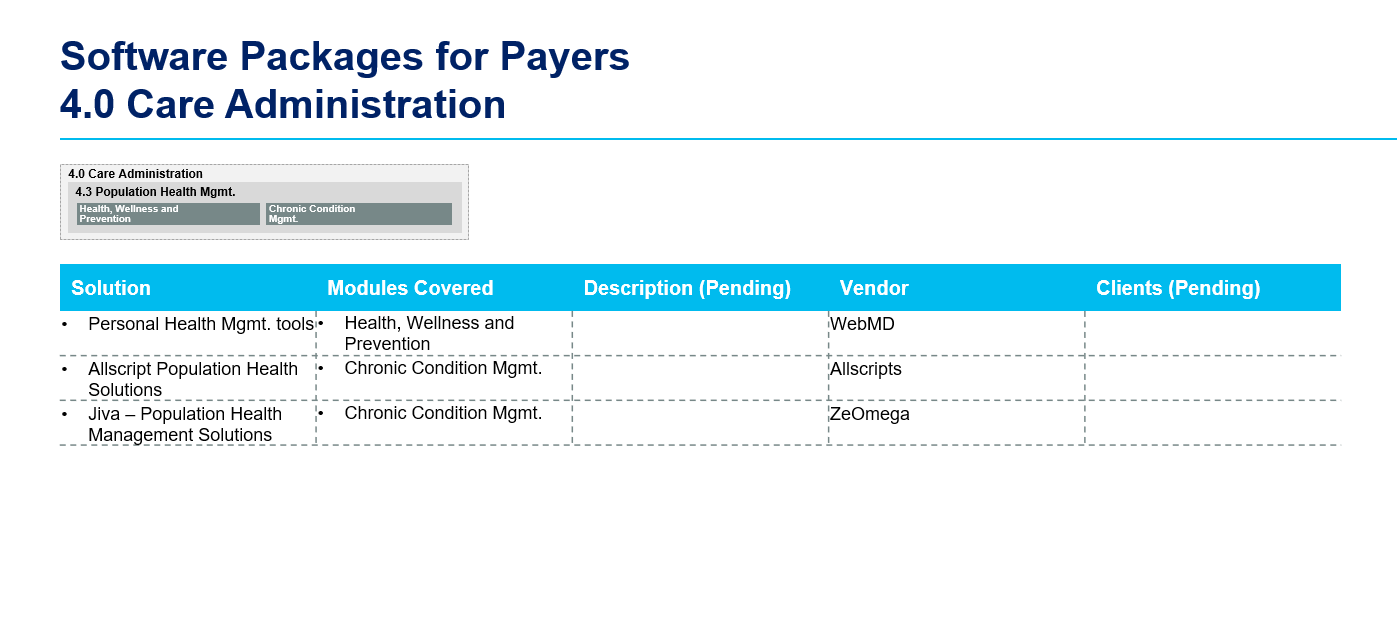 Software Packages for Payers
4.0 Care Administration
4.0 Care Administration
4.3 Population Health Mgmt.
Health, Wellness and
Prevention
Chronic Condition
Mgmt.
Solution
Modules Covered
Description (Pending)
Vendor
Clients (Pending)
• Personal Health Mgmt. tools
• Health, Wellness and
Prevention
WebMD
• Allscript Population Health
Solutions
• Chronic Condition Mgmt.
Allscripts
• Jiva – Population Health
Management Solutions
• Chronic Condition Mgmt.
ZeOmega